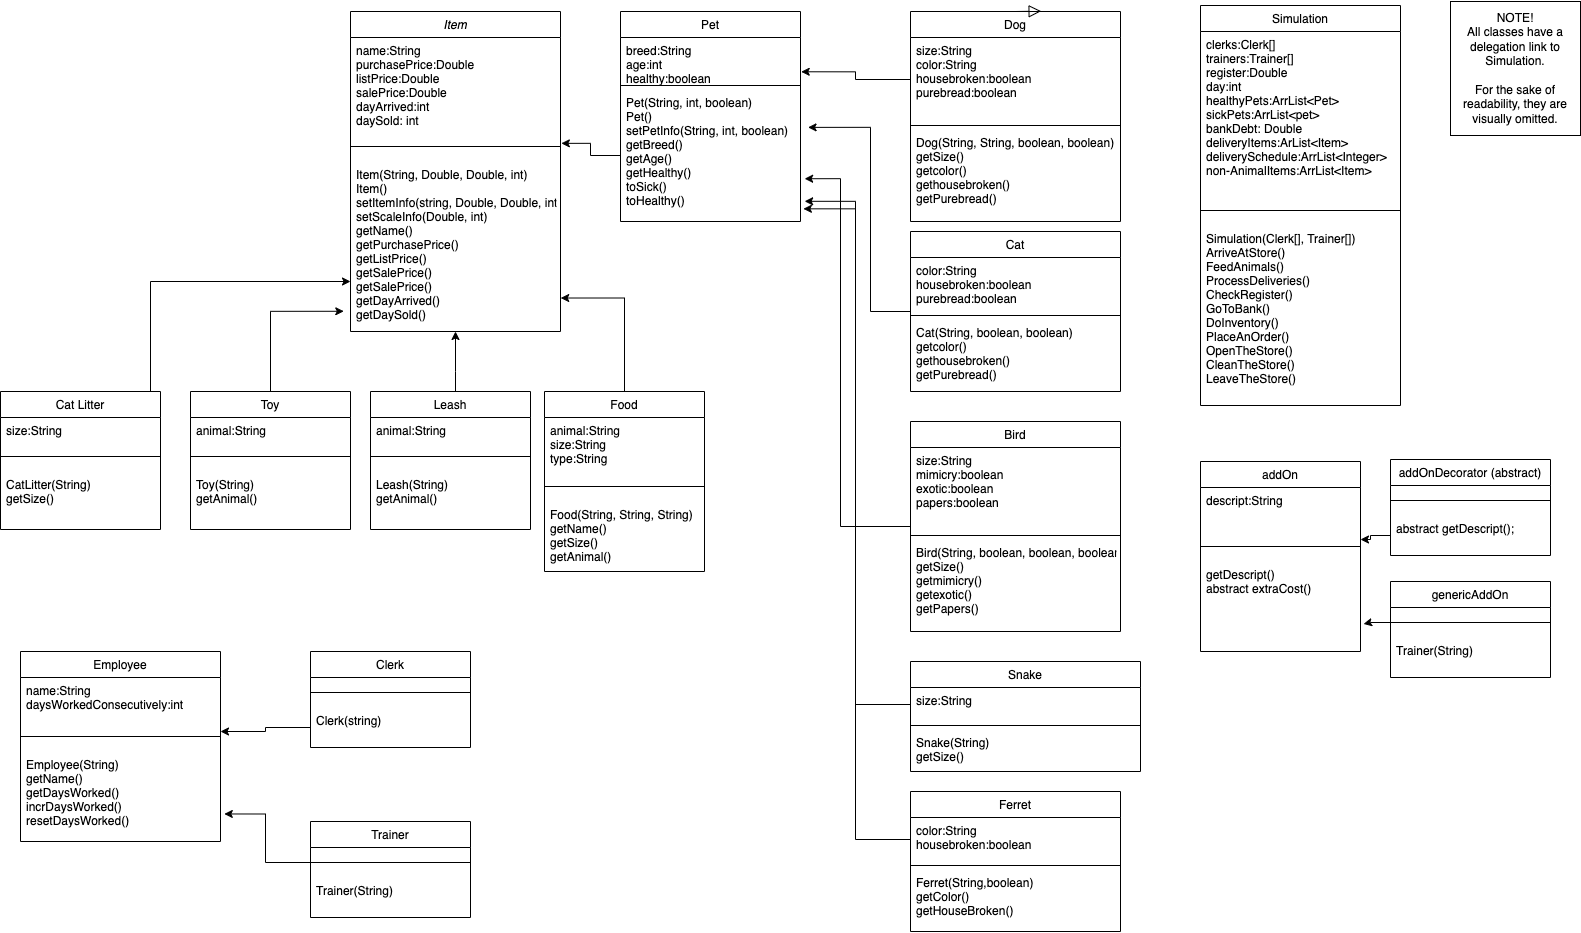 Item
name:String
purchasePrice:Double
listPrice:Double
salePrice:Double
dayArrived:int
daySold: int
Item(String, Double, Double, int)
Item()
setItemInfo(string, Double, Double, int
setScaleInfo(Double, int)
getName()
getPurchasePrice()
getListPrice()
getSalePrice()
getSalePrice()
getDayArrived()
getDaySold()
Pet
breed:String
age:int
healthy:boolean
Pet(String, int, boolean)
Pet()
setPetInfo(String, int, boolean)
getBreed()
getAge()
getHealthy()
toSick()
toHealthy()
Dog
size:String
color:String
housebroken:boolean
purebread:boolean
Dog(String, String, boolean, boolean)
getSize()
getcolor()
gethousebroken()
getPurebread()
Cat
color:String
housebroken:boolean
purebread:boolean
Cat(String, boolean, boolean)
getcolor()
gethousebroken()
getPurebread()
Simulation
clerks:Clerk[]
trainers:Trainer[]
register:Double
day:int
healthyPets:ArrList<Pet>
sickPets:ArrList<pet>
bankDebt: Double
deliveryItems:ArList<Item>
deliverySchedule:ArrList<Integer>
non-AnimalItems:ArrList<Item>
Simulation(Clerk[], Trainer[])
ArriveAtStore()
FeedAnimals()
ProcessDeliveries()
CheckRegister()
GoToBank()
DoInventory()
PlaceAnOrder()
OpenTheStore()
CleanTheStore()
LeaveTheStore()
NOTE!
All classes have a
delegation link to
Simulation.
For the sake of
readability, they are
visually omitted.
Cat Litter
size:String
CatLitter(String)
getSize()
Toy
animal:String
Toy(String)
getAnimal()
Leash
animal:String
Leash(String)
getAnimal()
Food
animal:String
size:String
type:String
Food(String, String, String)
getName()
getSize()
getAnimal()
Bird
size:String
mimicry:boolean
exotic:boolean
papers:boolean
Bird(String, boolean, boolean, boolea
getSize()
getmimicry()
getexotic()
getPapers()
addOn
descript:String
getDescript()
abstract extraCost()
addOnDecorator (abstract)
abstract getDescript();
genericAddOn
Trainer(String)
Employee
name:String
daysWorkedConsecutively:int
Employee(String)
getName()
getDaysWorked()
incrDaysWorked()
resetDaysWorked()
Clerk
Clerk(string)
Trainer
Trainer(String)
Snake
size:String
Snake(String)
getSize()
Ferret
color:String
housebroken:boolean
Ferret(String,boolean)
getColor()
getHouseBroken()